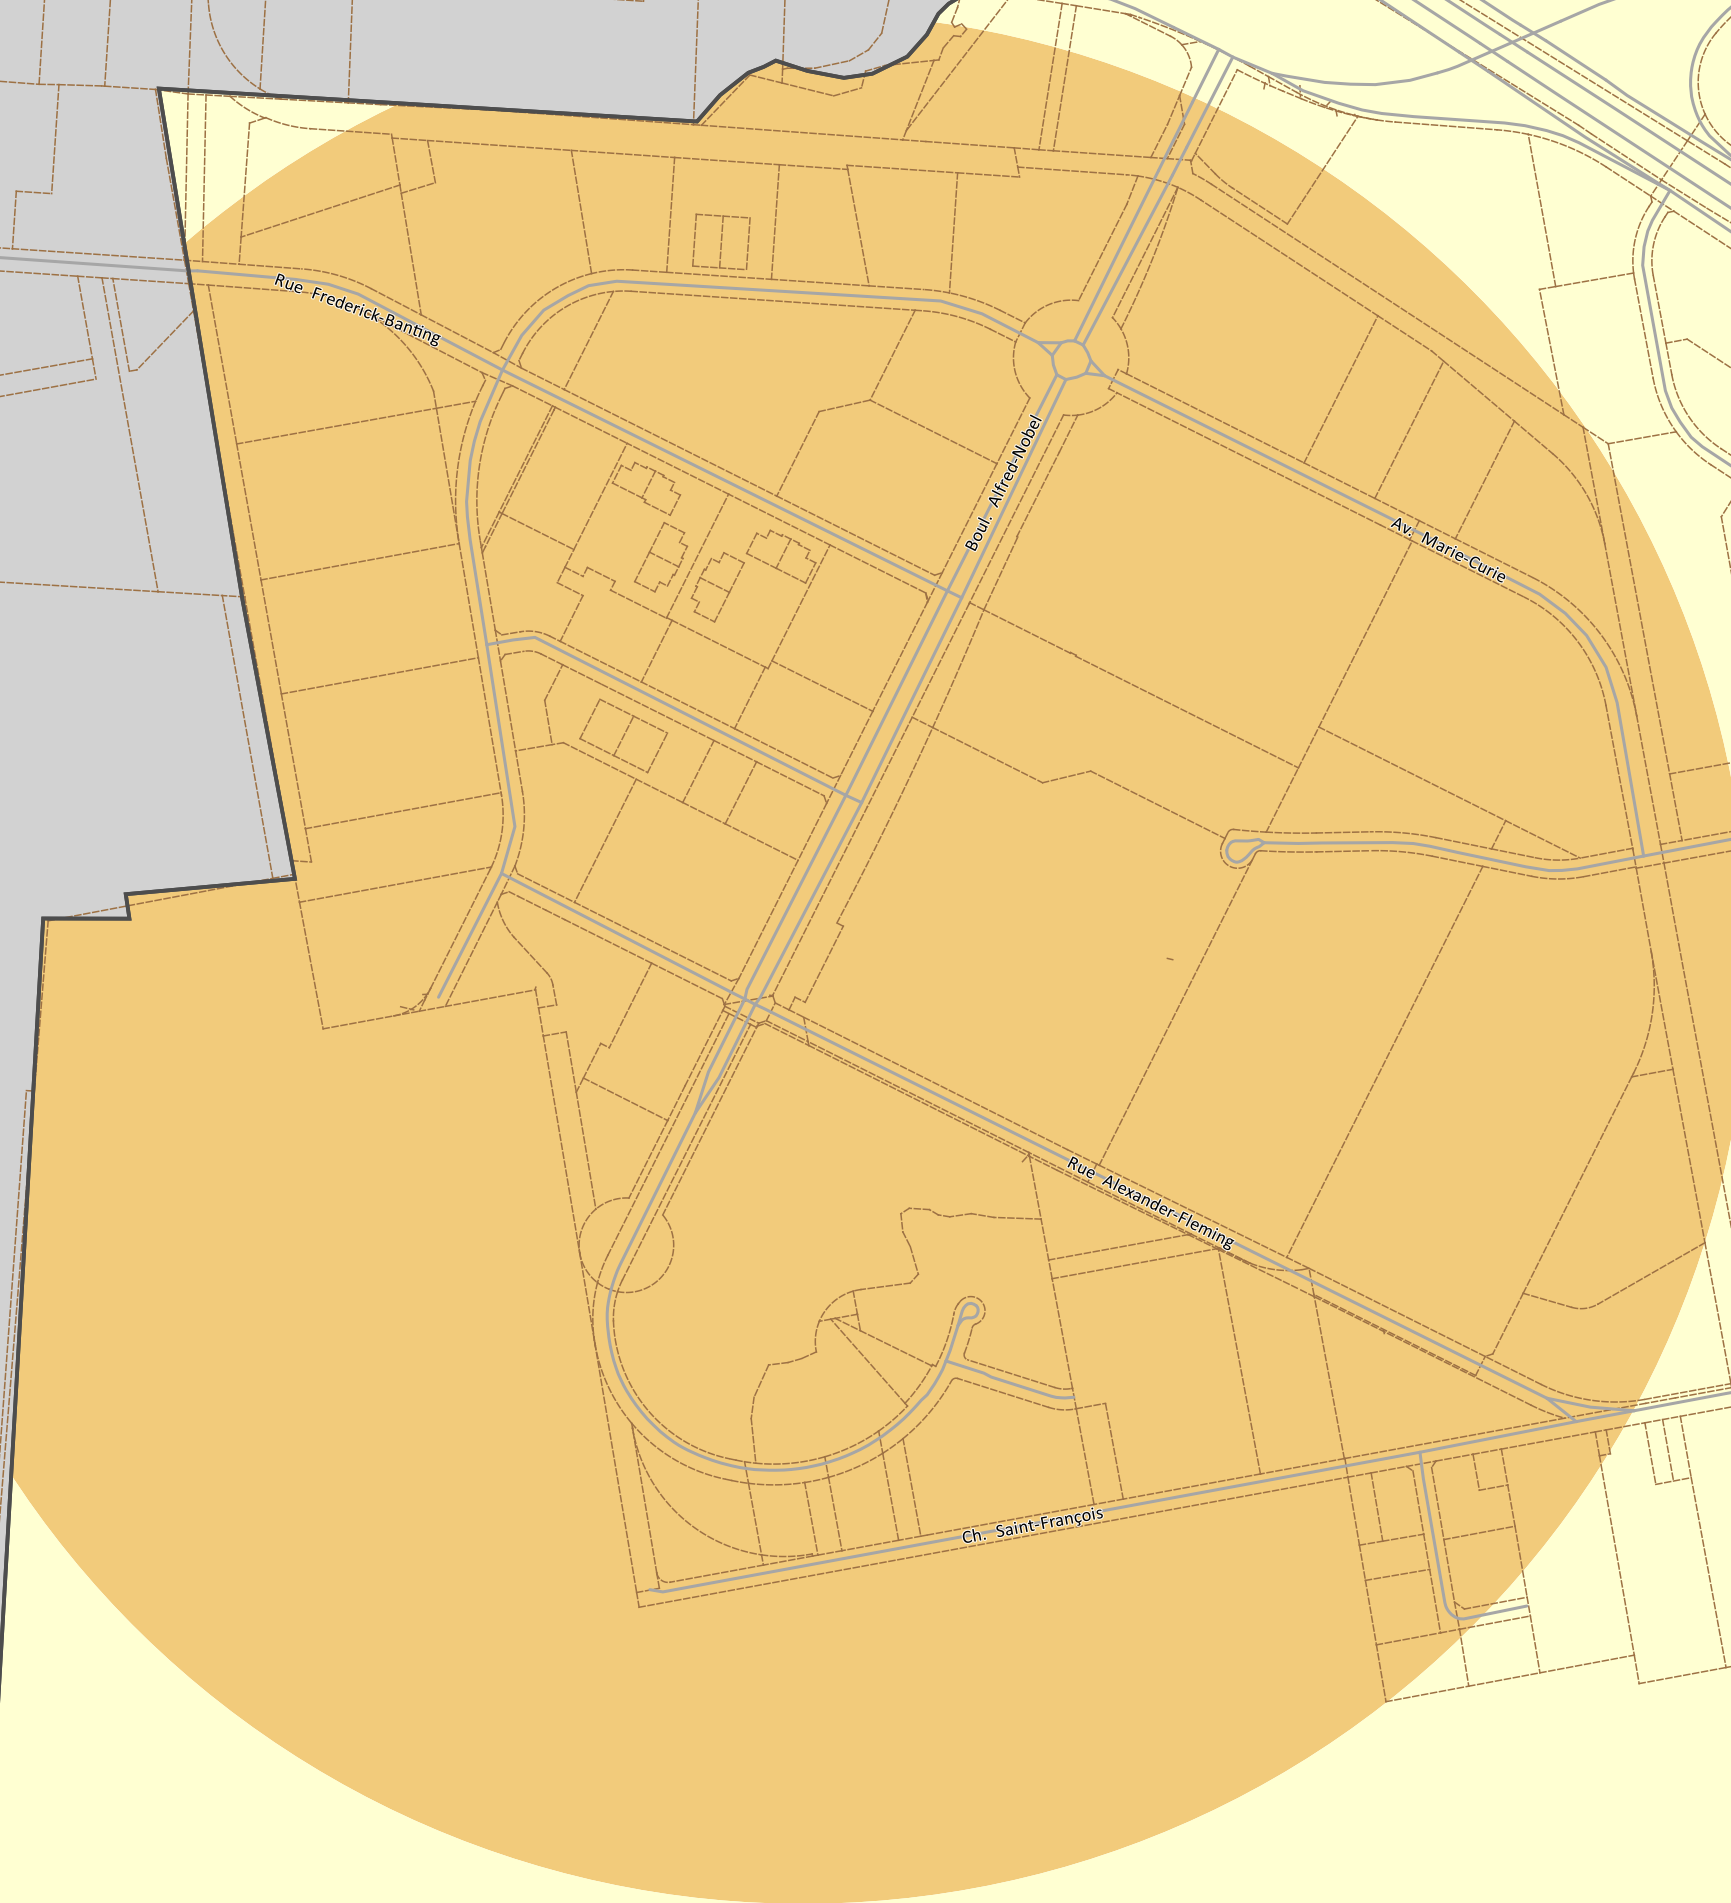 Rue Frederick-Banting
Boul. Alfred-Nobel
Av. Marie-Curie
Rue Alexander-Fleming
Ch. Saint-François